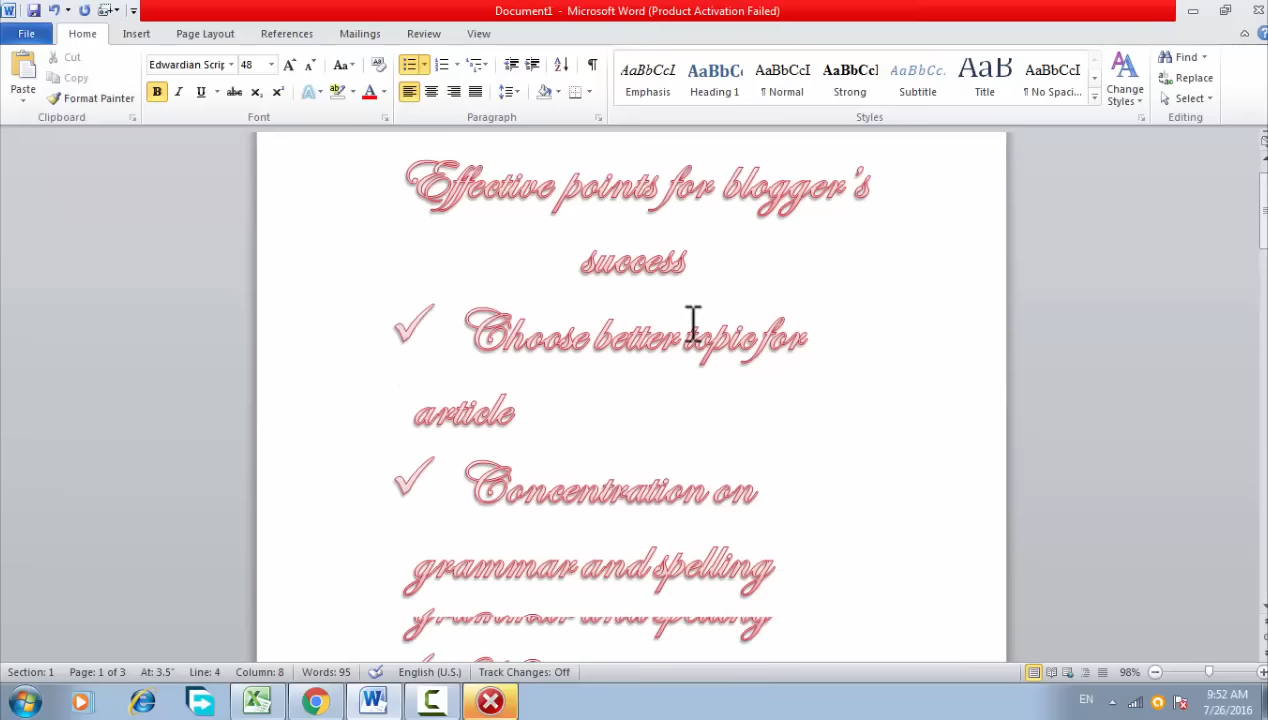 Document1 - Microsoft Word (Product Activation Failed)
File Home Insert Page Layout References Mailings Review View
Paste
Cut
Copy
Format Painter
Clipboard
Edwardian Scrip 48
Font
Paragraph
AaBbCcI AaBbC AaBbCcI AaBbCcI AaBbCc. AaB AaBbCcI
Emphasis Heading 1 ¶ Normal Strong Subtitle Title ¶ No Spaci...
Change
Styles
Styles
Find
Replace
Select
Editing
Effective points for blogger's
success
✓ Choose better topic for
article
✓ Concentration on
grammar and spelling
Section: 1 Page: 1 of 3 At: 3.5" Line: 4 Column: 8 Words: 95 English (U.S.) Track Changes: Off 98%
EN
9:52 AM
7/26/2016